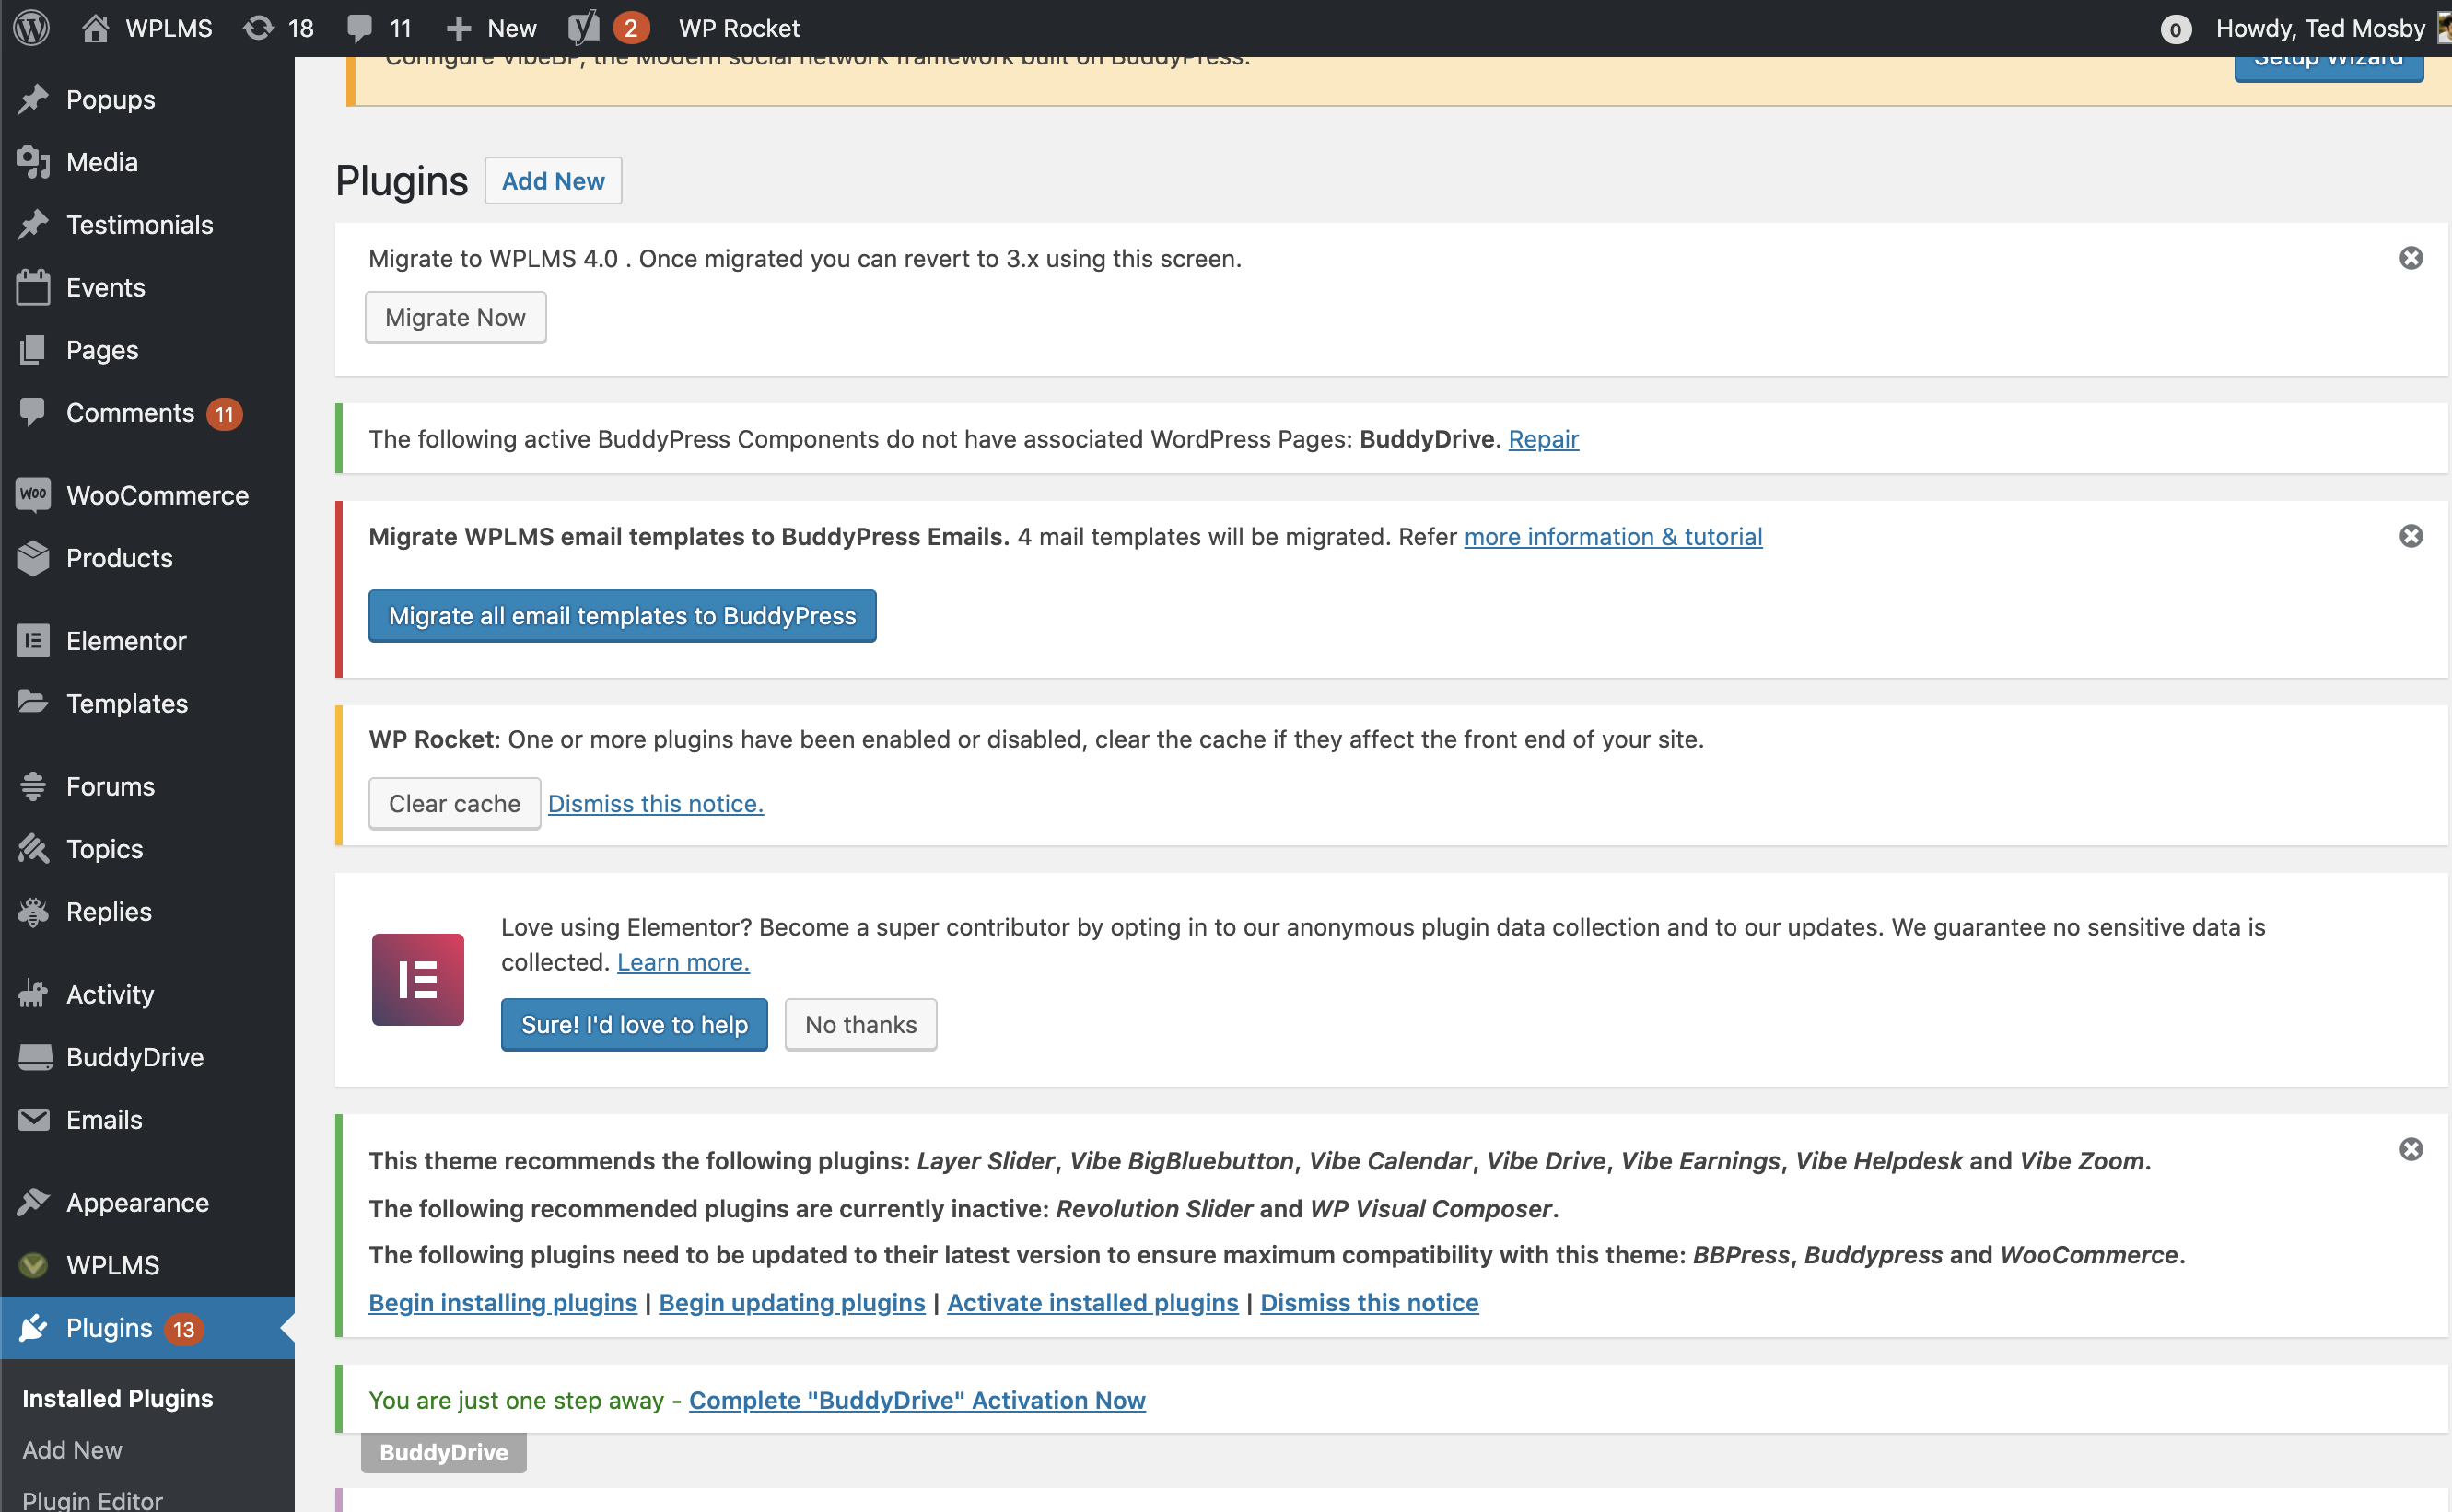 WPLMS 18 11 New 2 WP Rocket 0 Howdy, Ted Mosby
Configure VibeBP, the Modern social network framework built on BuddyPress. Setup Wizard
Popups
Media
Testimonials
Events
Pages
Comments 11
WooCommerce
Products
Elementor
Templates
Forums
Topics
Replies
Activity
BuddyDrive
Emails
Appearance
WPLMS
Plugins 13
Installed Plugins
Add New
Plugin Editor
Plugins Add New
Migrate to WPLMS 4.0 . Once migrated you can revert to 3.x using this screen.
Migrate Now
The following active BuddyPress Components do not have associated WordPress Pages: BuddyDrive. Repair
Migrate WPLMS email templates to BuddyPress Emails. 4 mail templates will be migrated. Refer more information & tutorial
Migrate all email templates to BuddyPress
WP Rocket: One or more plugins have been enabled or disabled, clear the cache if they affect the front end of your site.
Clear cache Dismiss this notice.
Love using Elementor? Become a super contributor by opting in to our anonymous plugin data collection and to our updates. We guarantee no sensitive data is
collected. Learn more.
Sure! I'd love to help No thanks
This theme recommends the following plugins: Layer Slider, Vibe BigBluebutton, Vibe Calendar, Vibe Drive, Vibe Earnings, Vibe Helpdesk and Vibe Zoom.
The following recommended plugins are currently inactive: Revolution Slider and WP Visual Composer.
The following plugins need to be updated to their latest version to ensure maximum compatibility with this theme: BBPress, Buddypress and WooCommerce.
Begin installing plugins | Begin updating plugins | Activate installed plugins | Dismiss this notice
You are just one step away - Complete "BuddyDrive" Activation Now
BuddyDrive